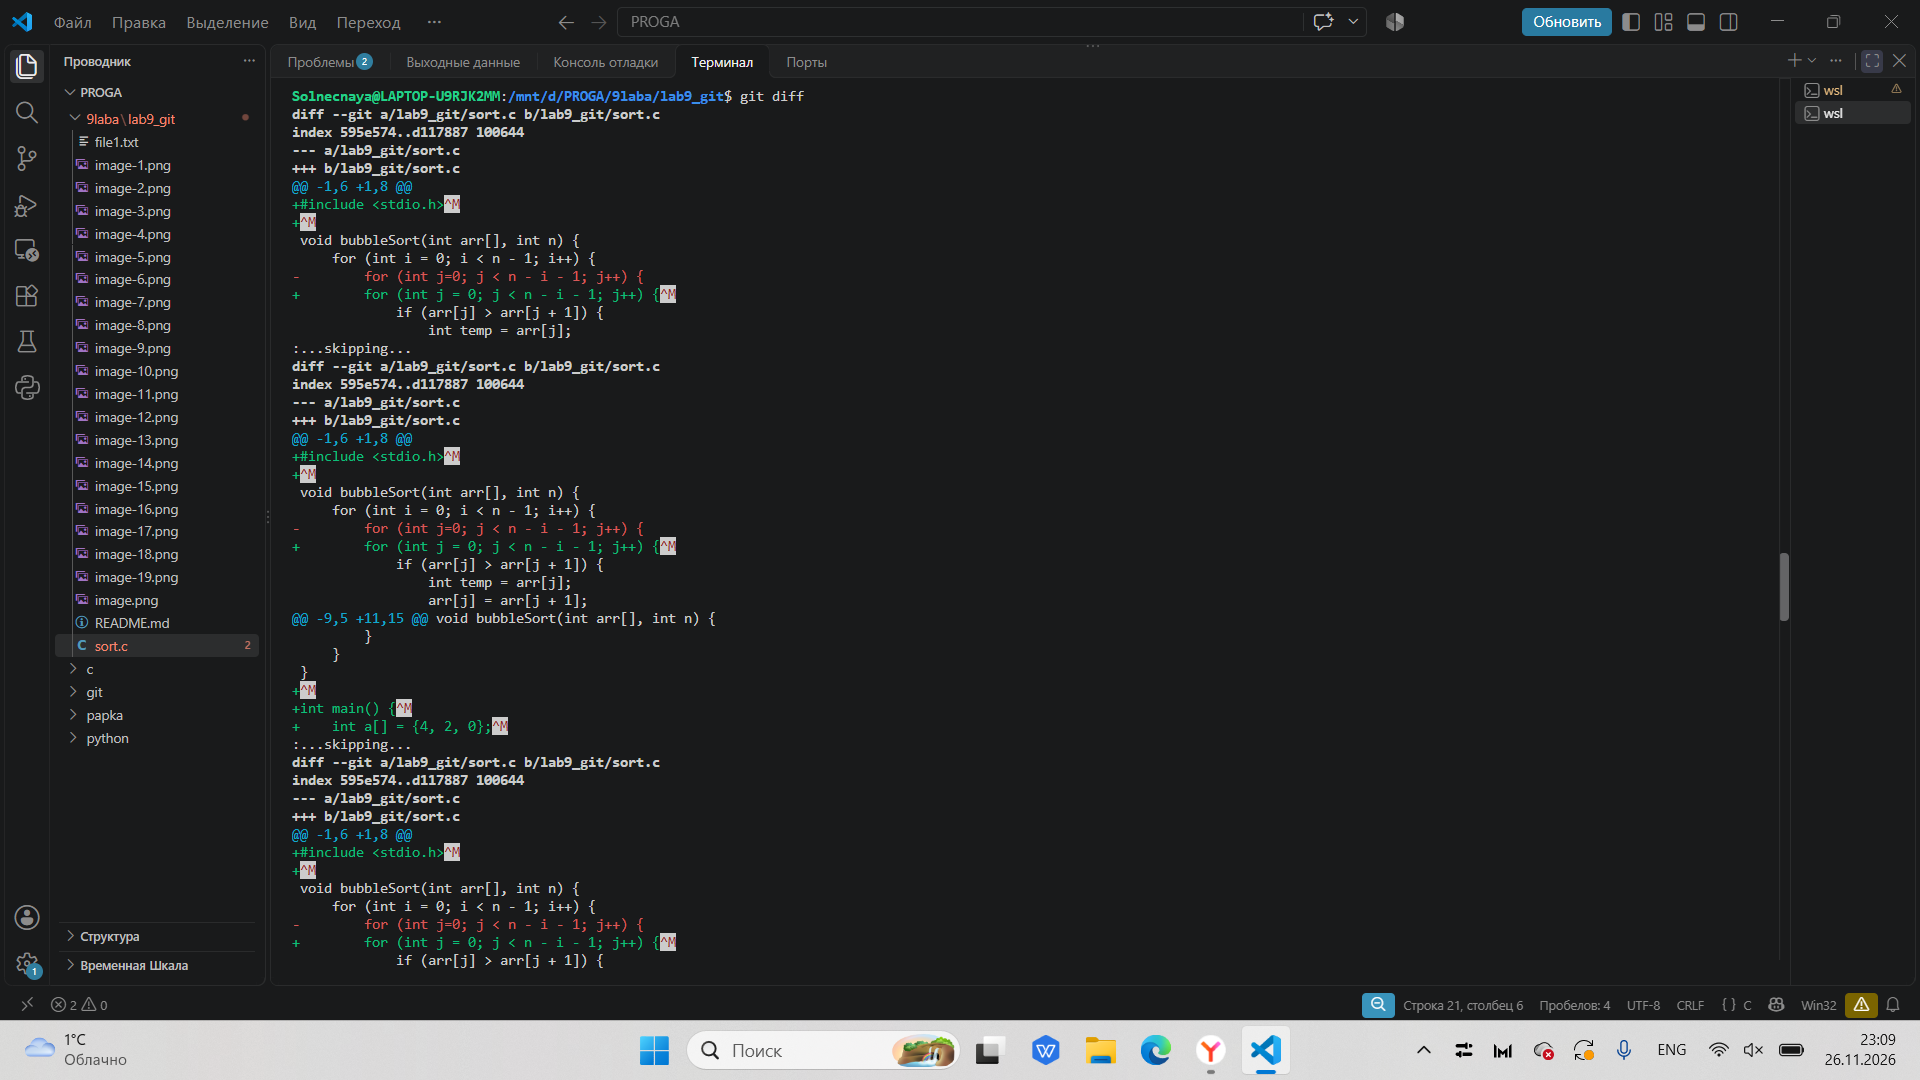 Файл Правка Выделение Вид Переход ··· PROGA Обновить
Проводник ···
PROGA
9laba\lab9_git
file1.txt
image-1.png
image-2.png
image-3.png
image-4.png
image-5.png
image-6.png
image-7.png
image-8.png
image-9.png
image-10.png
image-11.png
image-12.png
image-13.png
image-14.png
image-15.png
image-16.png
image-17.png
image-18.png
image-19.png
image.png
README.md
C sort.c 2
c
git
papka
python
Структура
Временная Шкала
1
Проблемы 2 Выходные данные Консоль отладки Терминал Порты
wsl
wsl
Solnecnaya@LAPTOP-U9RJK2MM:/mnt/d/PROGA/9laba/lab9_git$ git diff
diff --git a/lab9_git/sort.c b/lab9_git/sort.c
index 595e574..d117887 100644
--- a/lab9_git/sort.c
+++ b/lab9_git/sort.c
@@ -1,6 +1,8 @@
+#include <stdio.h>^M
+^M
 void bubbleSort(int arr[], int n) {
     for (int i = 0; i < n - 1; i++) {
-        for (int j=0; j < n - i - 1; j++) {
+        for (int j = 0; j < n - i - 1; j++) {^M
             if (arr[j] > arr[j + 1]) {
                 int temp = arr[j];
:...skipping...
diff --git a/lab9_git/sort.c b/lab9_git/sort.c
index 595e574..d117887 100644
--- a/lab9_git/sort.c
+++ b/lab9_git/sort.c
@@ -1,6 +1,8 @@
+#include <stdio.h>^M
+^M
 void bubbleSort(int arr[], int n) {
     for (int i = 0; i < n - 1; i++) {
-        for (int j=0; j < n - i - 1; j++) {
+        for (int j = 0; j < n - i - 1; j++) {^M
             if (arr[j] > arr[j + 1]) {
                 int temp = arr[j];
                 arr[j] = arr[j + 1];
@@ -9,5 +11,15 @@ void bubbleSort(int arr[], int n) {
         }
     }
 }
+^M
+int main() {^M
+    int a[] = {4, 2, 0};^M
:...skipping...
diff --git a/lab9_git/sort.c b/lab9_git/sort.c
index 595e574..d117887 100644
--- a/lab9_git/sort.c
+++ b/lab9_git/sort.c
@@ -1,6 +1,8 @@
+#include <stdio.h>^M
+^M
 void bubbleSort(int arr[], int n) {
     for (int i = 0; i < n - 1; i++) {
-        for (int j=0; j < n - i - 1; j++) {
+        for (int j = 0; j < n - i - 1; j++) {^M
             if (arr[j] > arr[j + 1]) {
2 0 Строка 21, столбец 6 Пробелов: 4 UTF-8 CRLF { } C Win32
1°C
Облачно
Поиск
ENG
23:09
26.11.2026